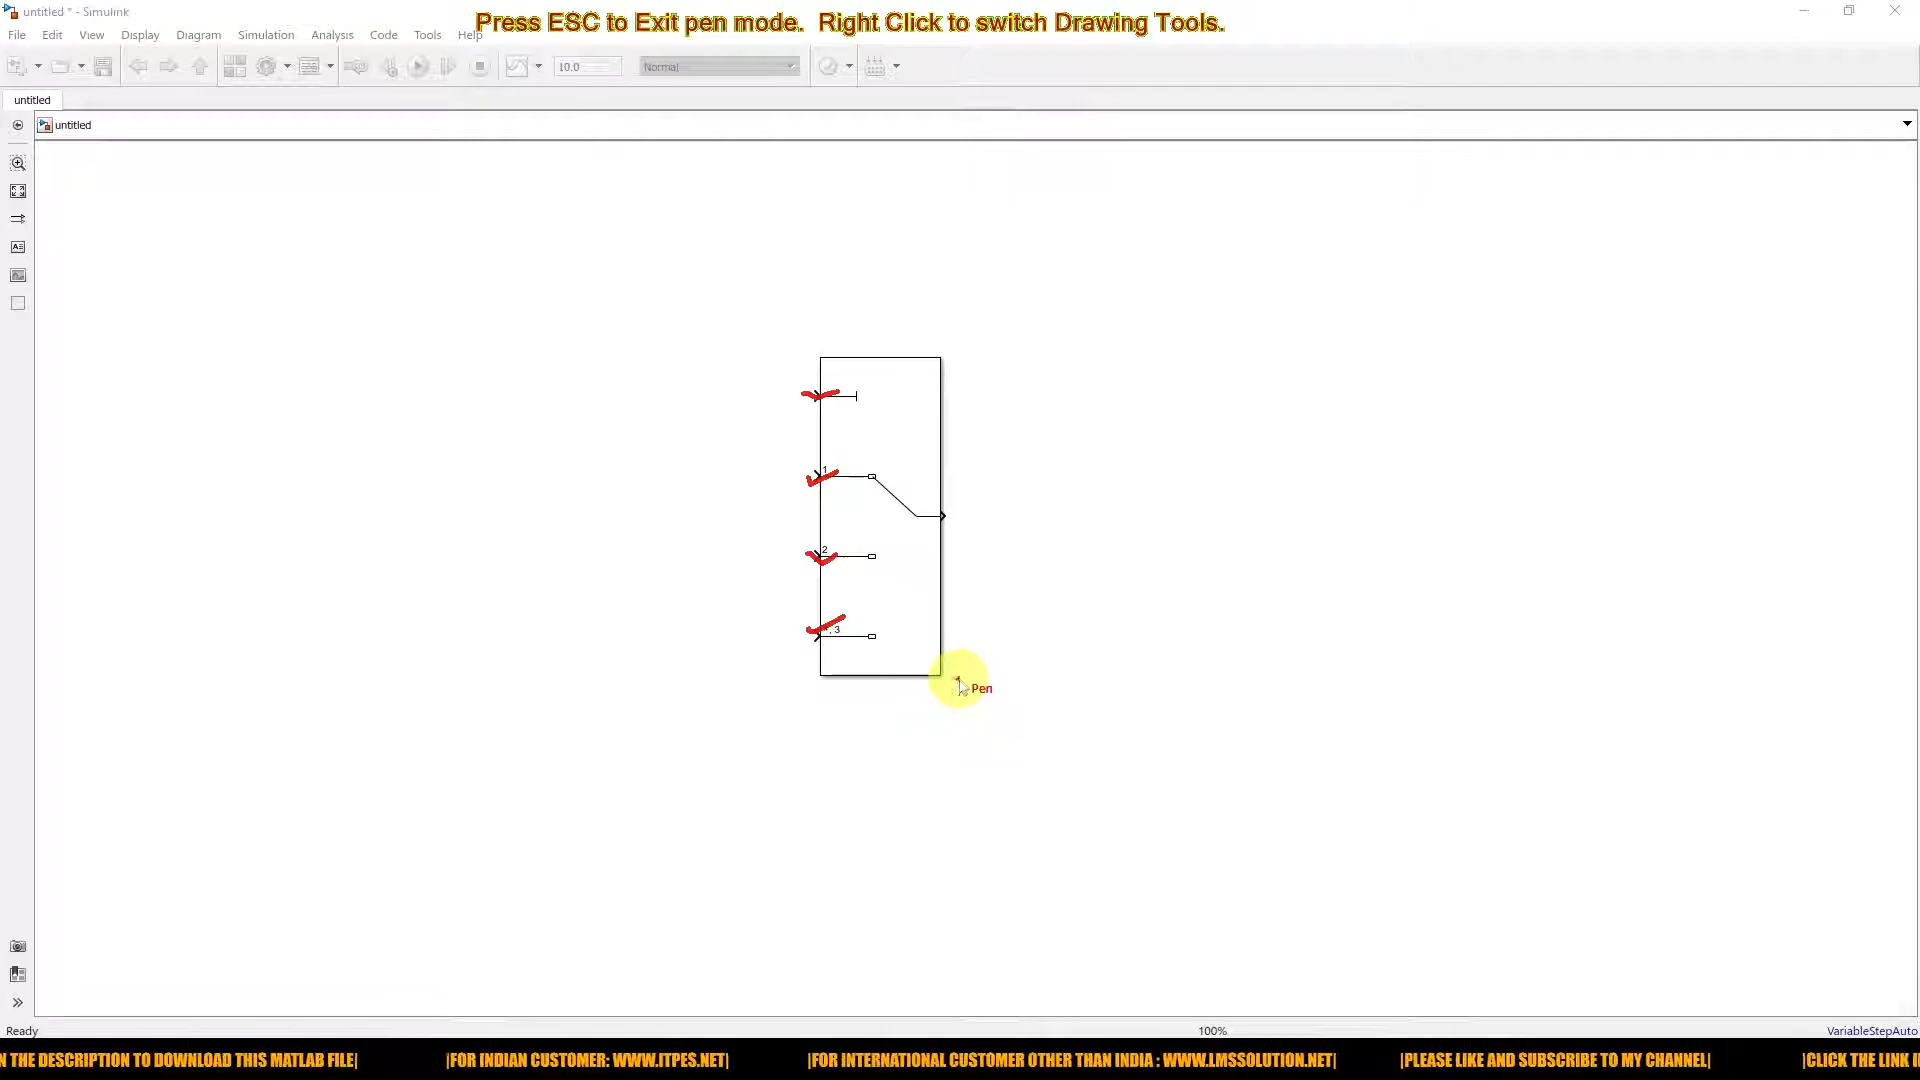 untitled * - Simulink
Press ESC to Exit pen mode.  Right Click to switch Drawing Tools.
File Edit View Display Diagram Simulation Analysis Code Tools Help
10.0 Normal
untitled
untitled
1
2
*, 3
Pen
Ready 100% VariableStepAuto
N THE DESCRIPTION TO DOWNLOAD THIS MATLAB FILE| |FOR INDIAN CUSTOMER: WWW.ITPES.NET| |FOR INTERNATIONAL CUSTOMER OTHER THAN INDIA : WWW.LMSSOLUTION.NET| |PLEASE LIKE AND SUBSCRIBE TO MY CHANNEL| |CLICK THE LINK I